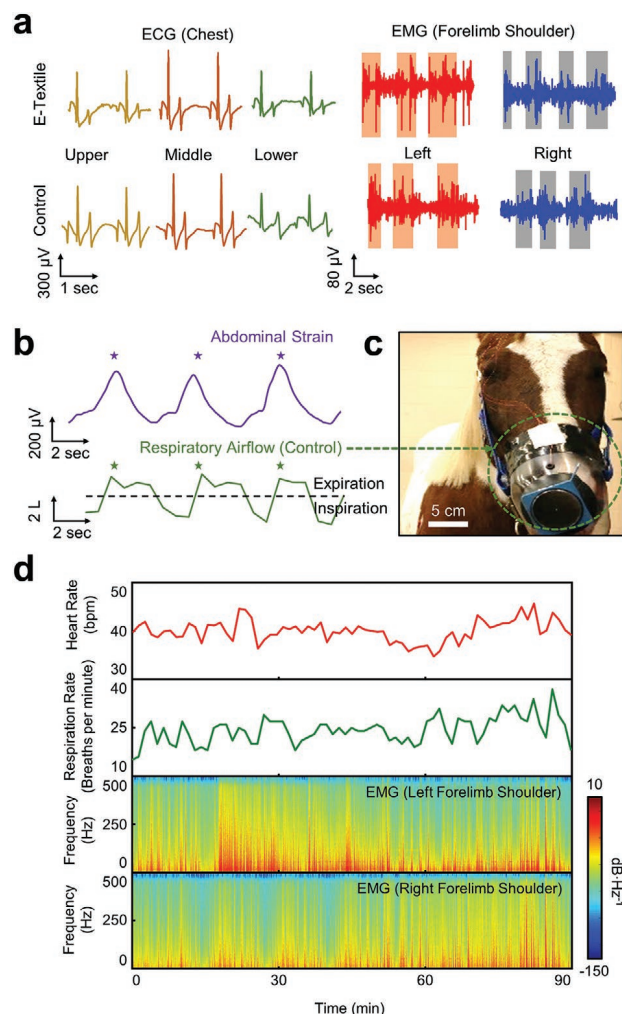 a
ECG (Chest)
EMG (Forelimb Shoulder)
E-Textile
Upper
Middle
Lower
Left
Right
Control
300 µV
1 sec
80 µV
2 sec
b
Abdominal Strain
200 µV
2 sec
Respiratory Airflow (Control)
Expiration
Inspiration
2 L
2 sec
c
5 cm
d
Heart Rate
(bpm)
50
40
30
Respiration Rate
(Breaths per minute)
40
25
10
EMG (Left Forelimb Shoulder)
Frequency
(Hz)
500
250
0
EMG (Right Forelimb Shoulder)
Frequency
(Hz)
500
250
0
10
dB·Hz⁻¹
-150
0
30
60
90
Time (min)